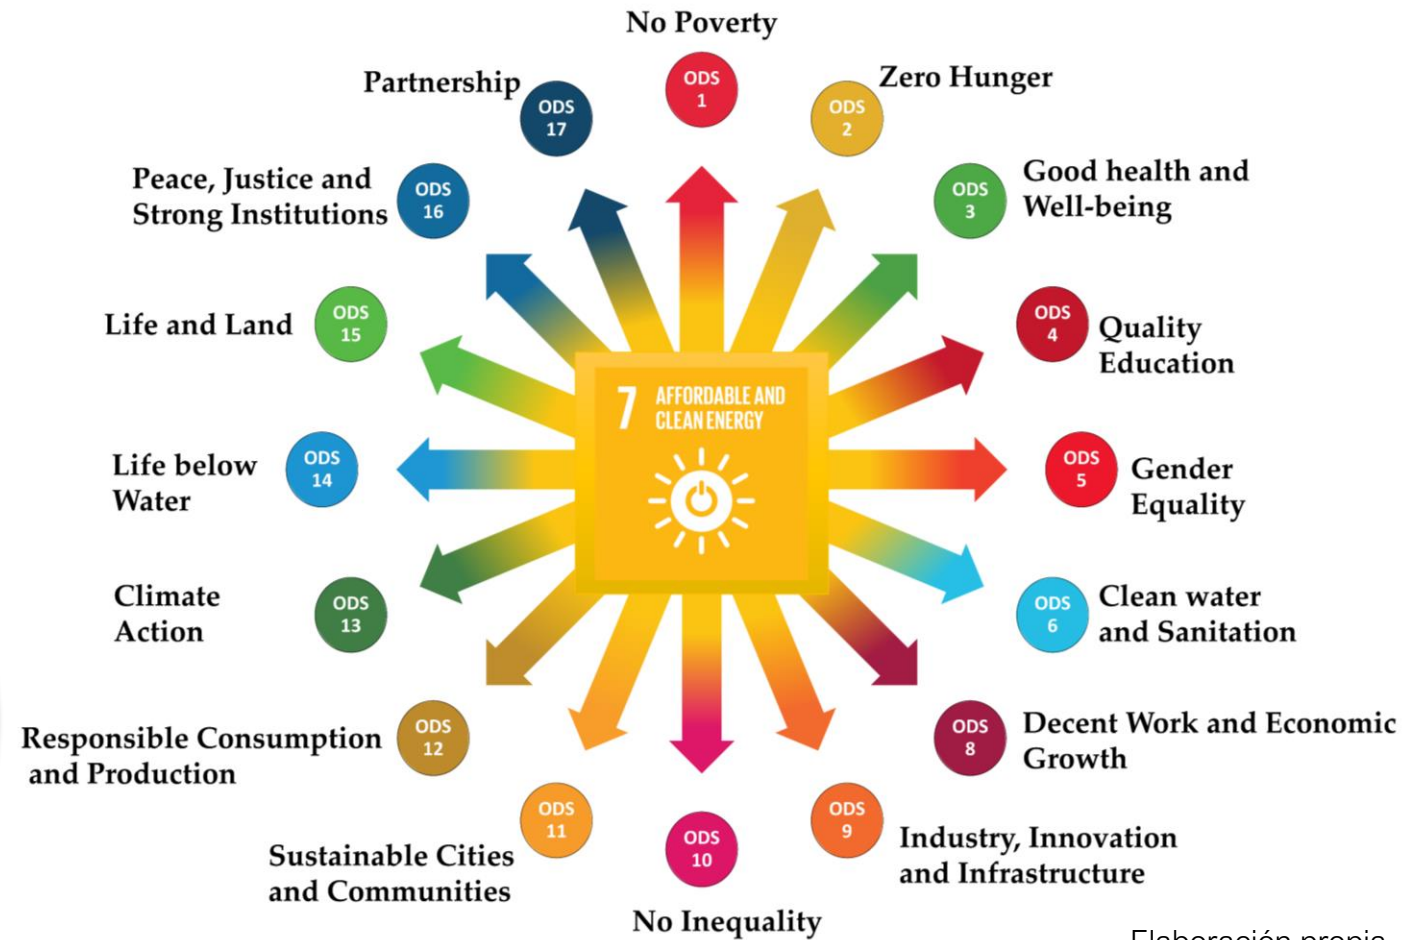 No Poverty
ODS
1
Zero Hunger
ODS
2
Good health and
Well-being
ODS
3
Quality
Education
ODS
4
Gender
Equality
ODS
5
Clean water
and Sanitation
ODS
6
Decent Work and Economic
Growth
ODS
8
Industry, Innovation
and Infrastructure
ODS
9
No Inequality
ODS
10
Sustainable Cities
and Communities
ODS
11
Responsible Consumption
and Production
ODS
12
Climate
Action
ODS
13
Life below
Water
ODS
14
Life and Land
ODS
15
Peace, Justice and
Strong Institutions
ODS
16
Partnership
ODS
17
7 AFFORDABLE AND
CLEAN ENERGY
Elaboración propia